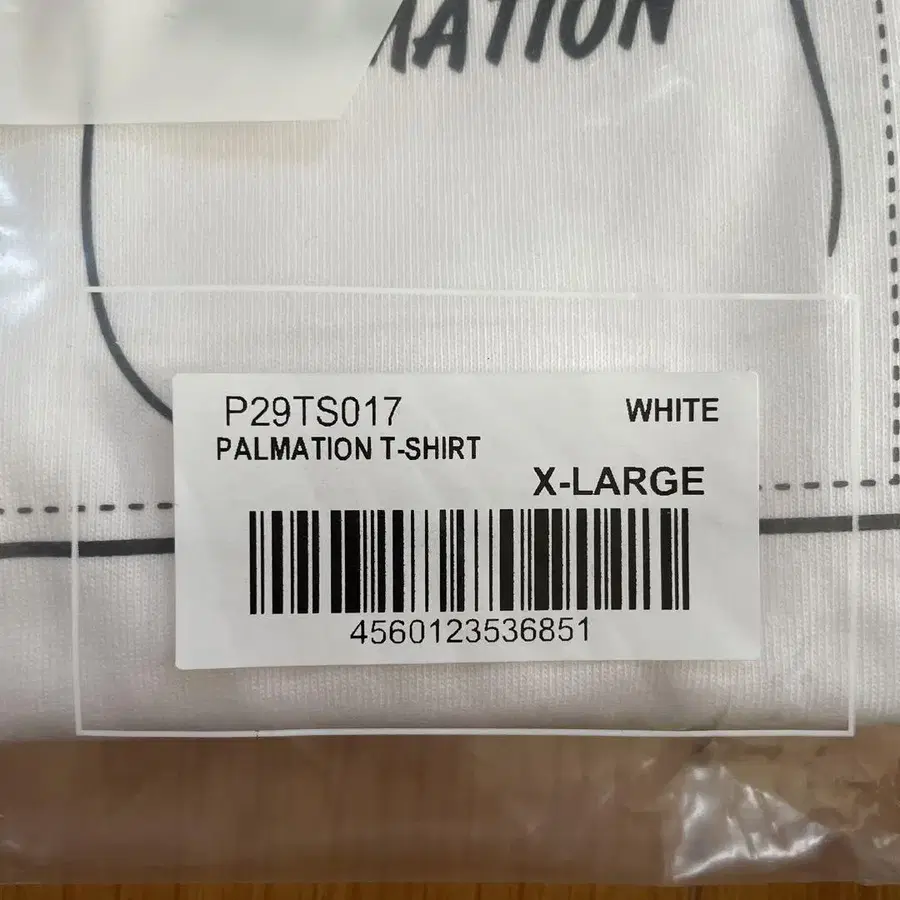 MATION
P29TS017
WHITE
PALMATION T-SHIRT
X-LARGE
4560123536851